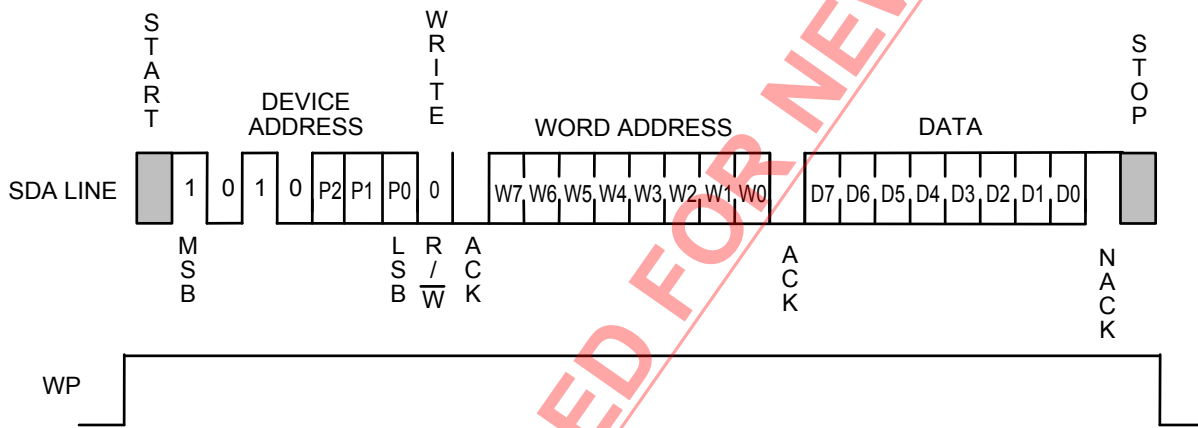 START
WRITE
STOP
DEVICE
ADDRESS
WORD ADDRESS
DATA
SDA LINE
1 0 1 0 P2 P1 P0 0
W7 W6 W5 W4 W3 W2 W1 W0
D7 D6 D5 D4 D3 D2 D1 D0
MSB
LSB
R/W
ACK
ACK
NACK
WP
ED FOR NEW